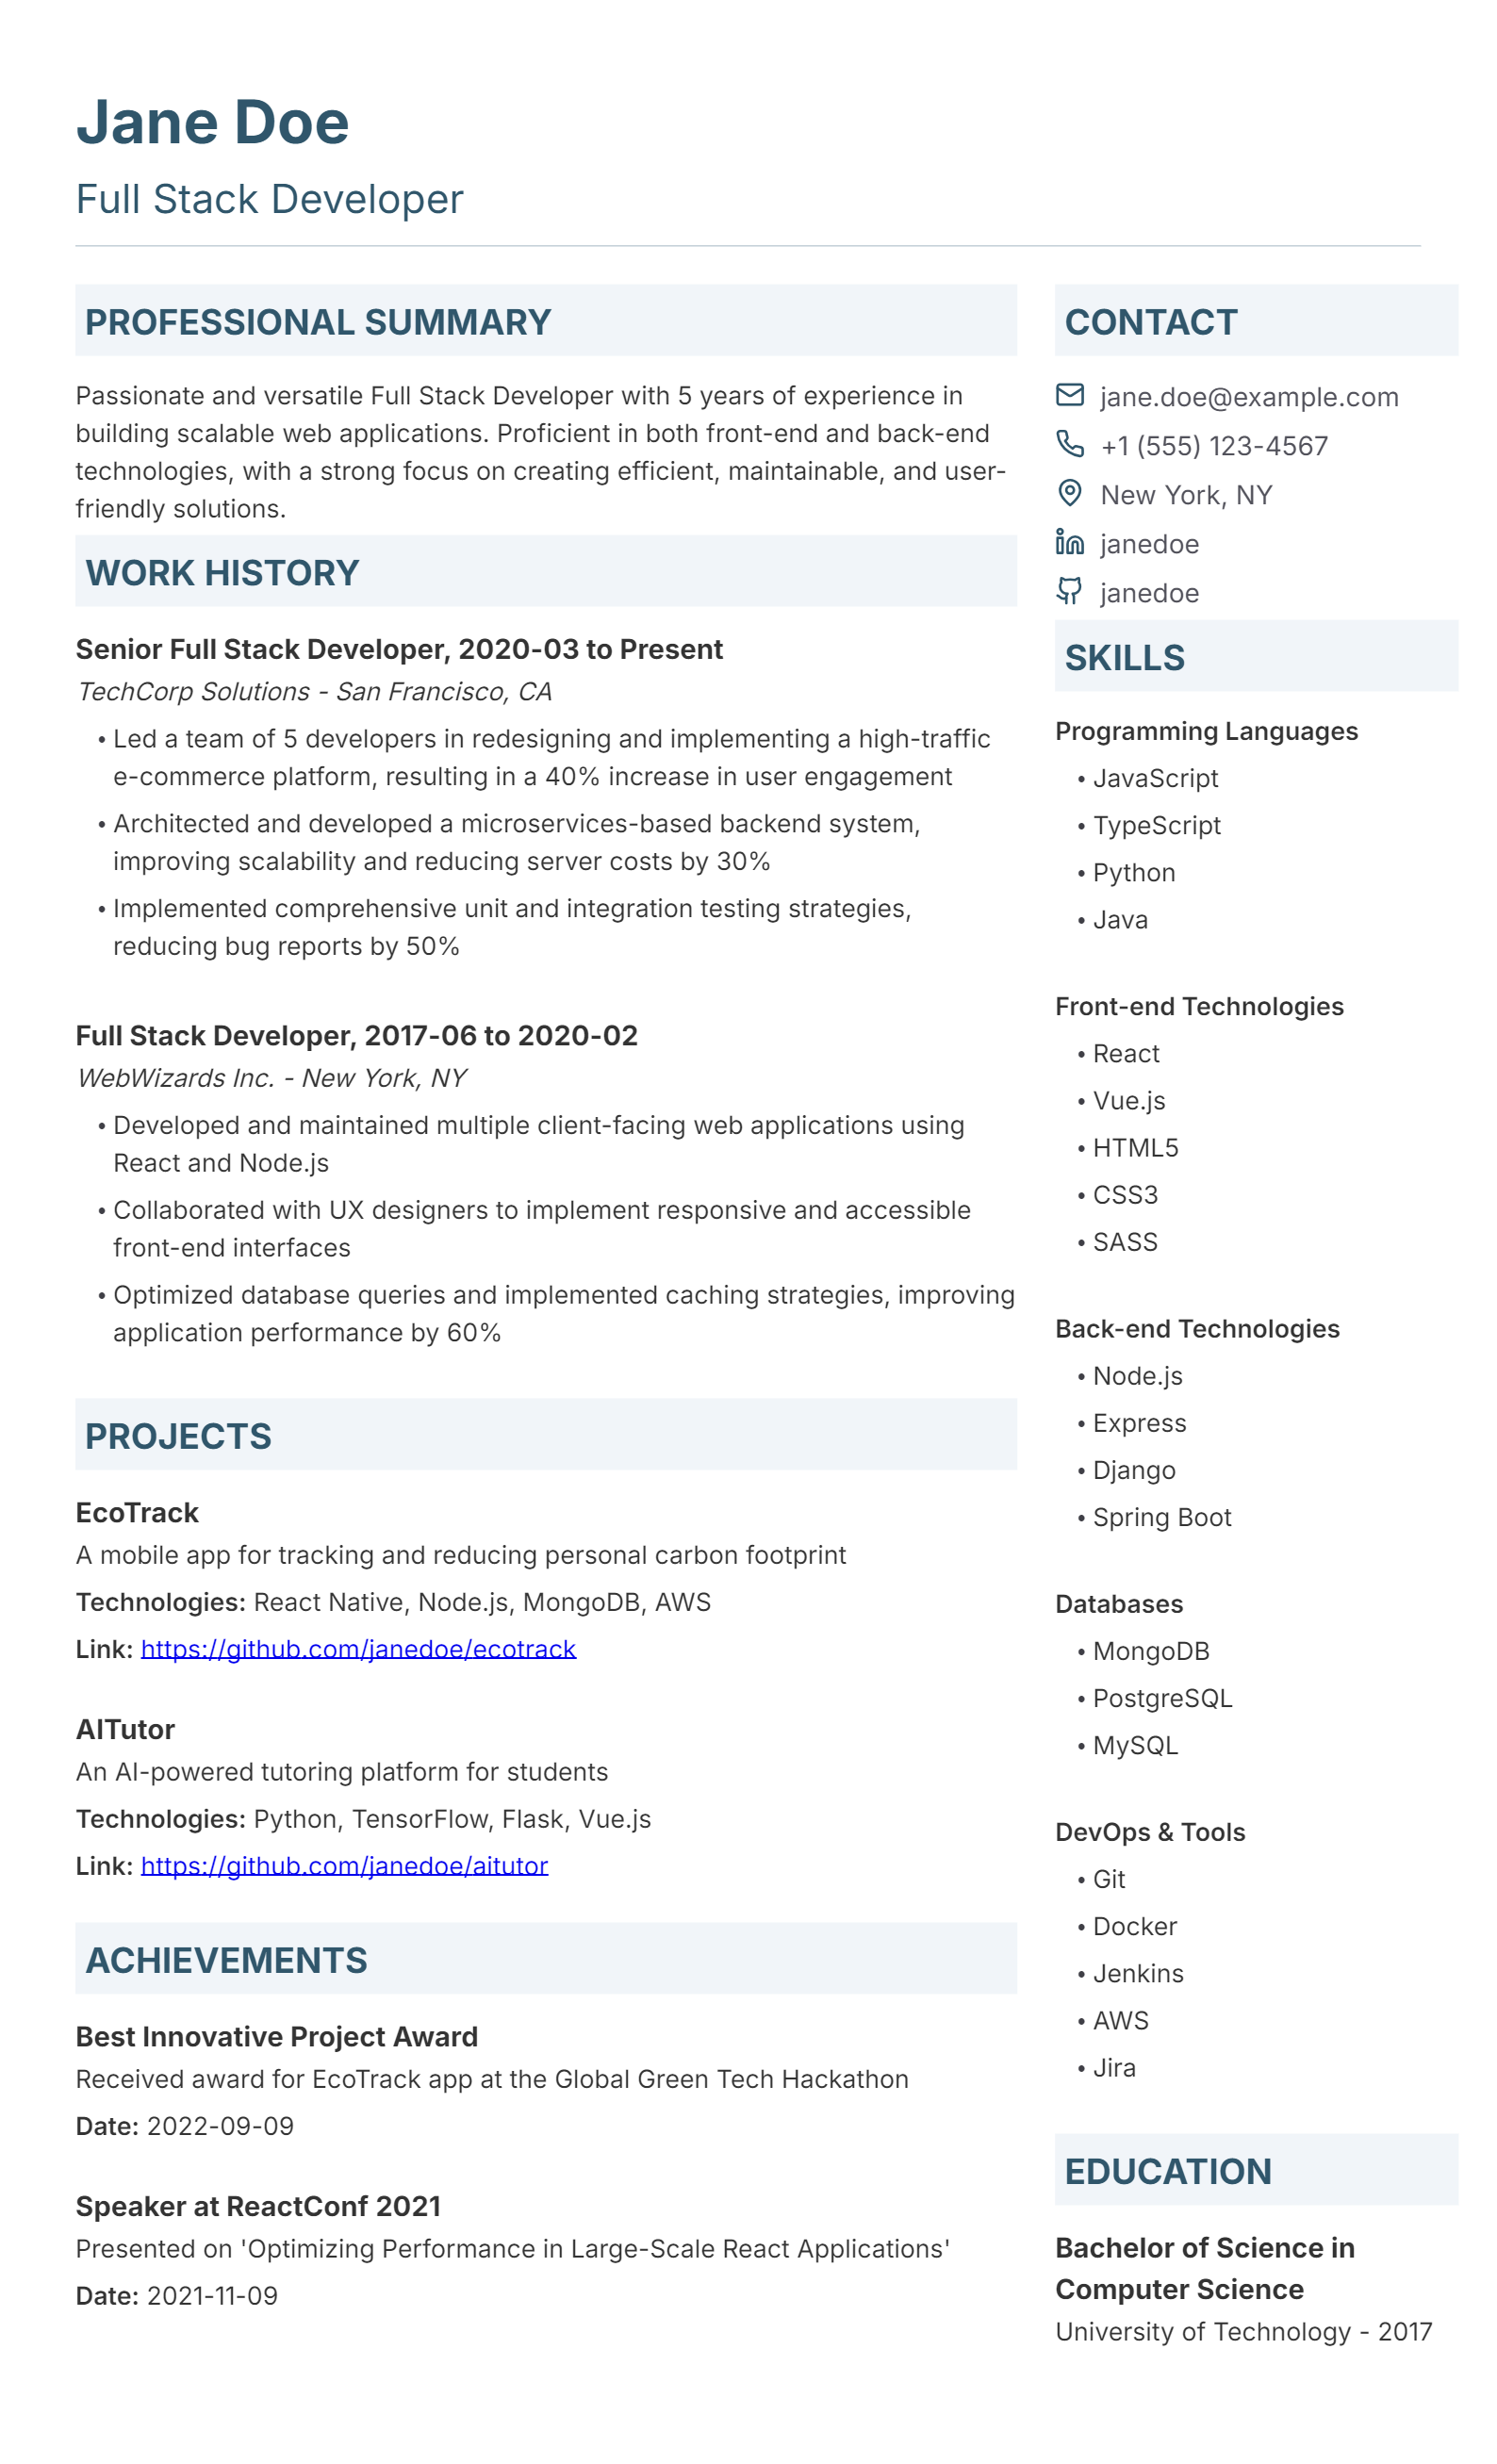 Jane Doe
Full Stack Developer
PROFESSIONAL SUMMARY
Passionate and versatile Full Stack Developer with 5 years of experience in
building scalable web applications. Proficient in both front-end and back-end
technologies, with a strong focus on creating efficient, maintainable, and user-
friendly solutions.
WORK HISTORY
Senior Full Stack Developer, 2020-03 to Present
TechCorp Solutions - San Francisco, CA
• Led a team of 5 developers in redesigning and implementing a high-traffic
e-commerce platform, resulting in a 40% increase in user engagement
• Architected and developed a microservices-based backend system,
improving scalability and reducing server costs by 30%
• Implemented comprehensive unit and integration testing strategies,
reducing bug reports by 50%
Full Stack Developer, 2017-06 to 2020-02
WebWizards Inc. - New York, NY
• Developed and maintained multiple client-facing web applications using
React and Node.js
• Collaborated with UX designers to implement responsive and accessible
front-end interfaces
• Optimized database queries and implemented caching strategies, improving
application performance by 60%
PROJECTS
EcoTrack
A mobile app for tracking and reducing personal carbon footprint
Technologies: React Native, Node.js, MongoDB, AWS
Link: https://github.com/janedoe/ecotrack
AITutor
An AI-powered tutoring platform for students
Technologies: Python, TensorFlow, Flask, Vue.js
Link: https://github.com/janedoe/aitutor
ACHIEVEMENTS
Best Innovative Project Award
Received award for EcoTrack app at the Global Green Tech Hackathon
Date: 2022-09-09
Speaker at ReactConf 2021
Presented on 'Optimizing Performance in Large-Scale React Applications'
Date: 2021-11-09
CONTACT
jane.doe@example.com
+1 (555) 123-4567
New York, NY
janedoe
janedoe
SKILLS
Programming Languages
• JavaScript
• TypeScript
• Python
• Java
Front-end Technologies
• React
• Vue.js
• HTML5
• CSS3
• SASS
Back-end Technologies
• Node.js
• Express
• Django
• Spring Boot
Databases
• MongoDB
• PostgreSQL
• MySQL
DevOps & Tools
• Git
• Docker
• Jenkins
• AWS
• Jira
EDUCATION
Bachelor of Science in
Computer Science
University of Technology - 2017